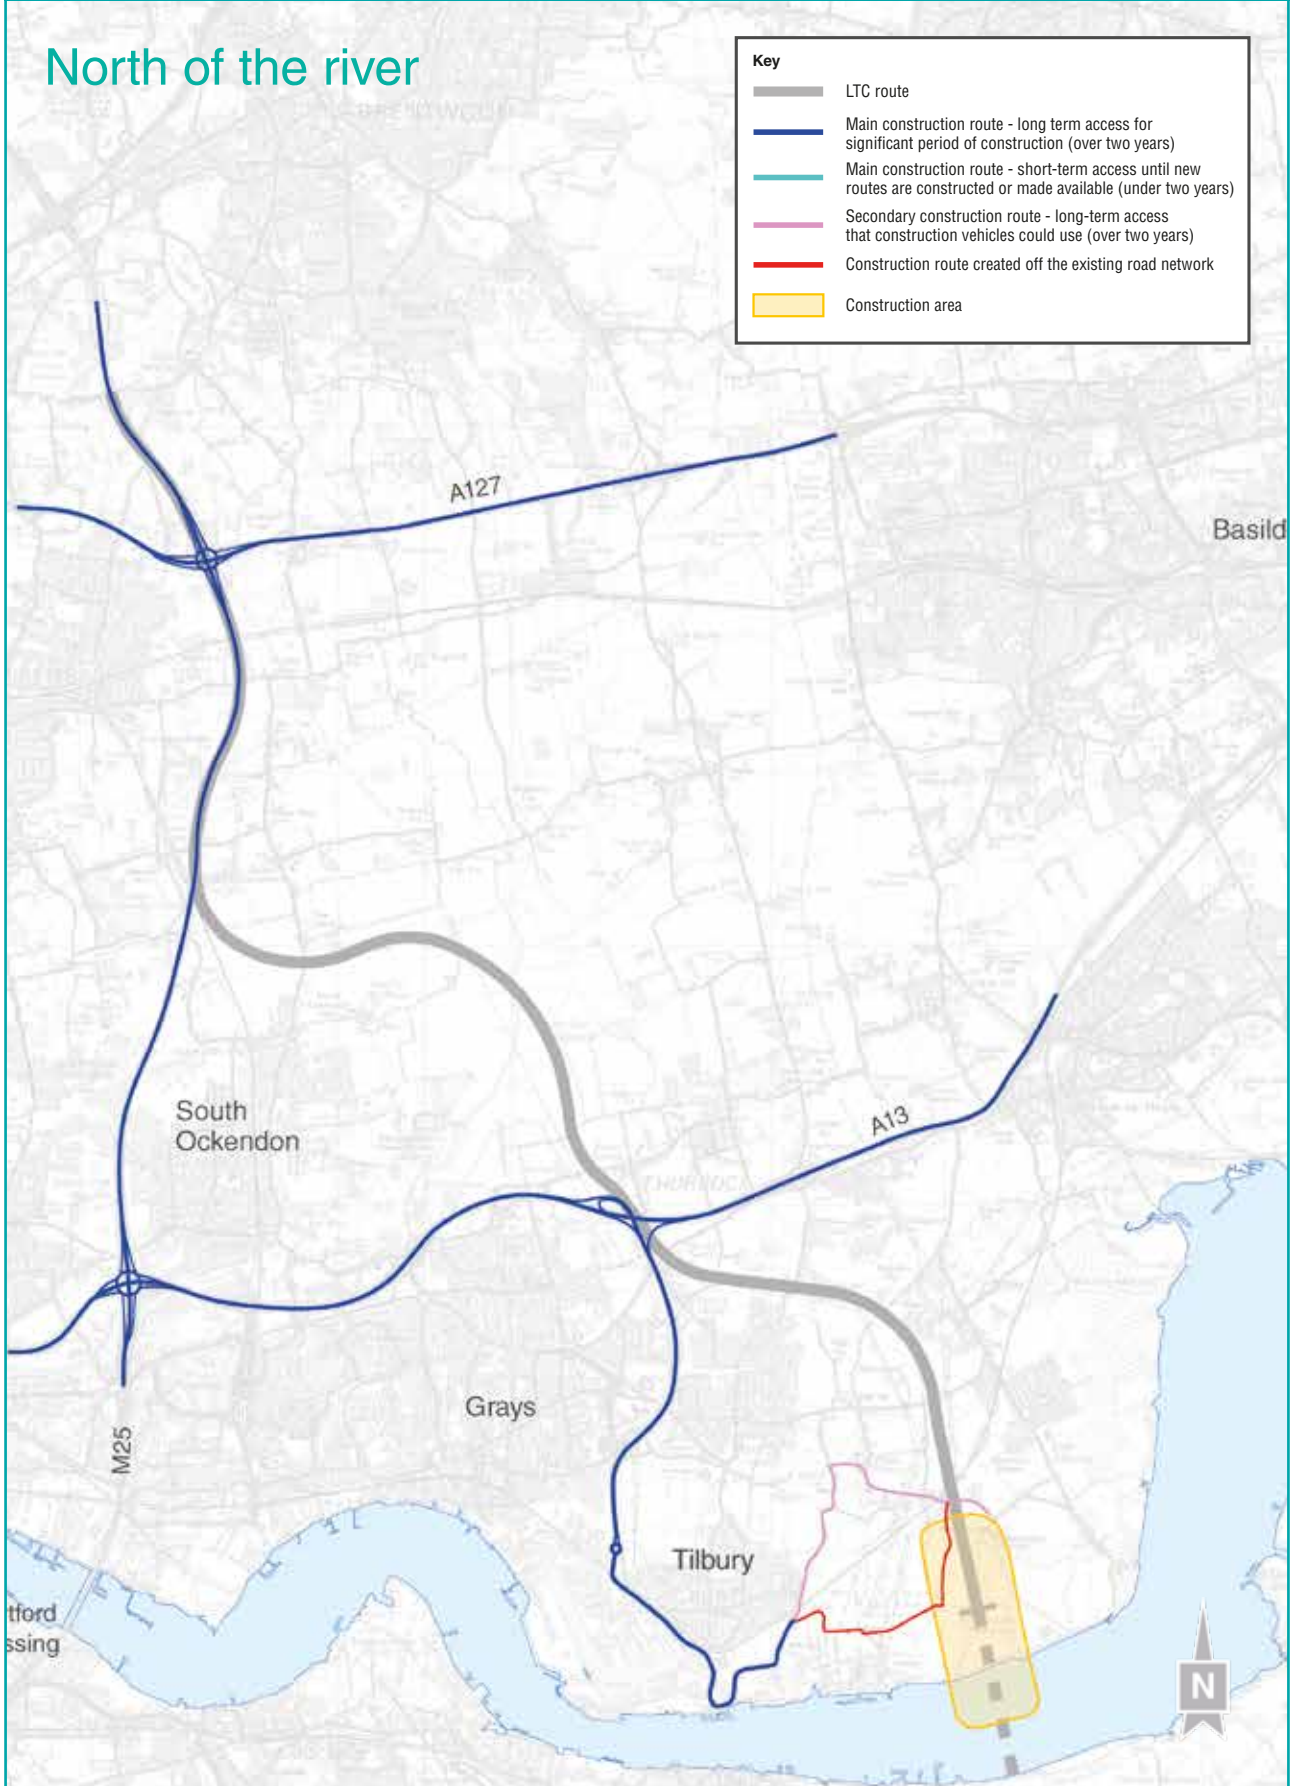 North of the river
Key
LTC route
Main construction route - long term access for
significant period of construction (over two years)
Main construction route - short-term access until new
routes are constructed or made available (under two years)
Secondary construction route - long-term access
that construction vehicles could use (over two years)
Construction route created off the existing road network
Construction area
A127
Basild
A13
South
Ockendon
THURROCK
Grays
M25
Tilbury
tford
ssing
N